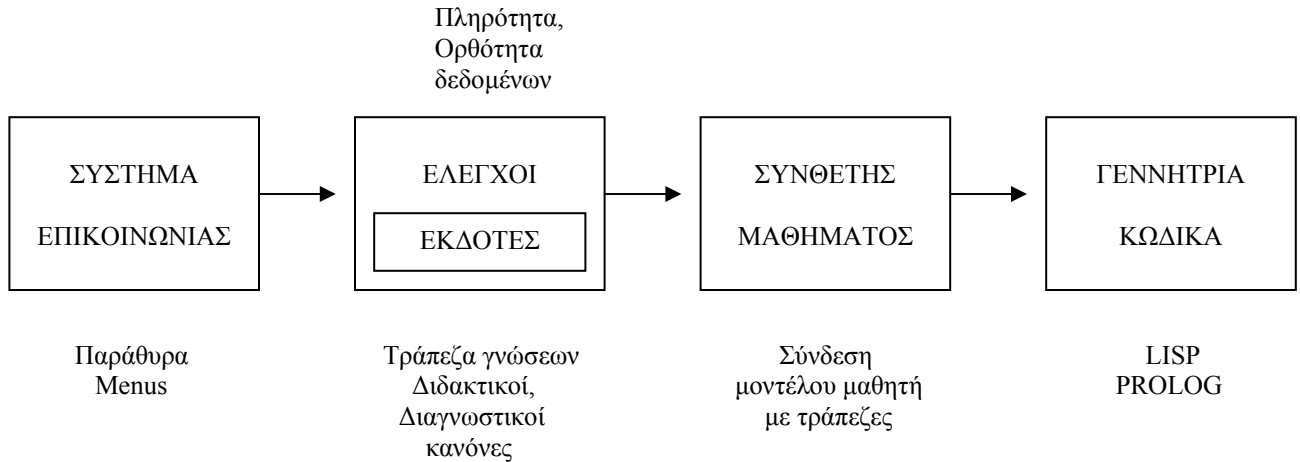 Πληρότητα,
Ορθότητα
δεδομένων
ΣΥΣΤΗΜΑ
ΕΠΙΚΟΙΝΩΝΙΑΣ
ΕΛΕΓΧΟΙ
ΕΚΔΟΤΕΣ
ΣΥΝΘΕΤΗΣ
ΜΑΘΗΜΑΤΟΣ
ΓΕΝΝΗΤΡΙΑ
ΚΩΔΙΚΑ
Παράθυρα
Menus
Τράπεζα γνώσεων
Διδακτικοί,
Διαγνωστικοί
κανόνες
Σύνδεση
μοντέλου μαθητή
με τράπεζες
LISP
PROLOG